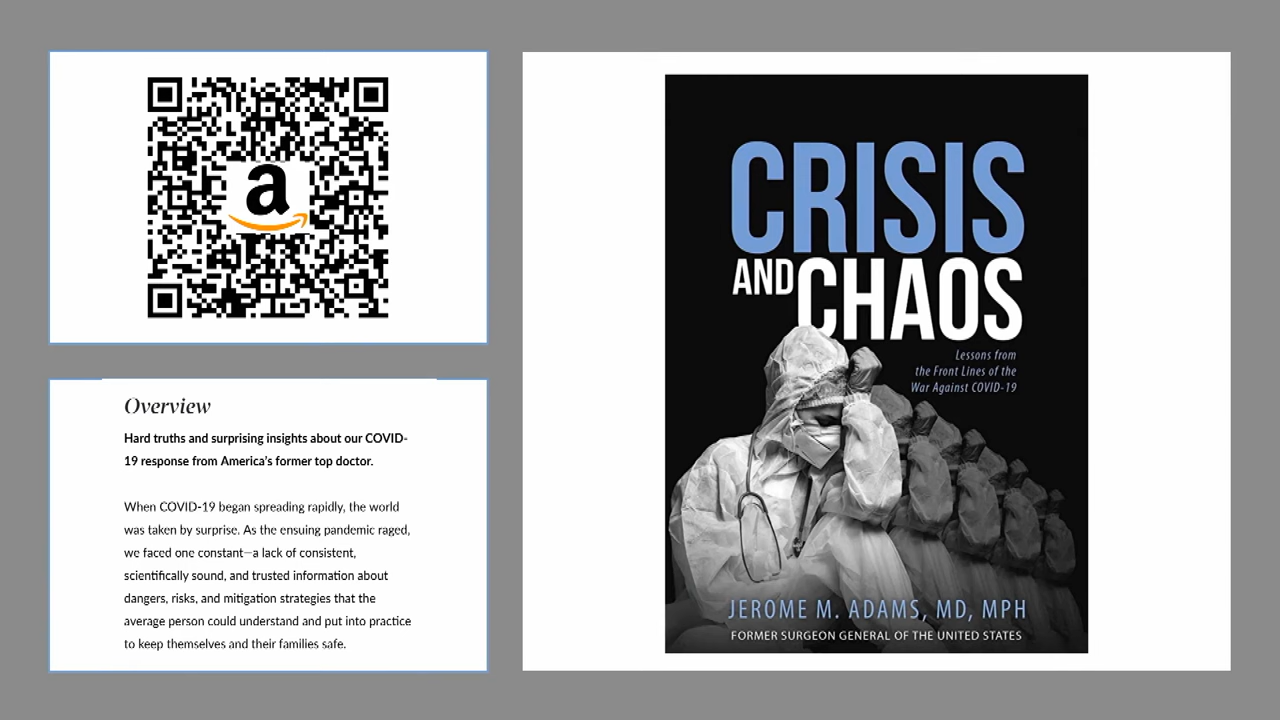 a
Overview
Hard truths and surprising insights about our COVID-
19 response from America's former top doctor.
When COVID-19 began spreading rapidly, the world
was taken by surprise. As the ensuing pandemic raged,
we faced one constant—a lack of consistent,
scientifically sound, and trusted information about
dangers, risks, and mitigation strategies that the
average person could understand and put into practice
to keep themselves and their families safe.
CRISIS
AND CHAOS
Lessons from
the Front Lines of the
War Against COVID-19
JEROME M. ADAMS, MD, MPH
FORMER SURGEON GENERAL OF THE UNITED STATES